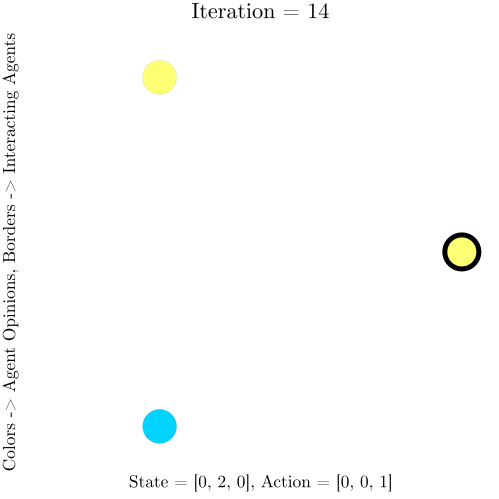 Iteration = 14
Colors -> Agent Opinions, Borders -> Interacting Agents
State = [0, 2, 0], Action = [0, 0, 1]